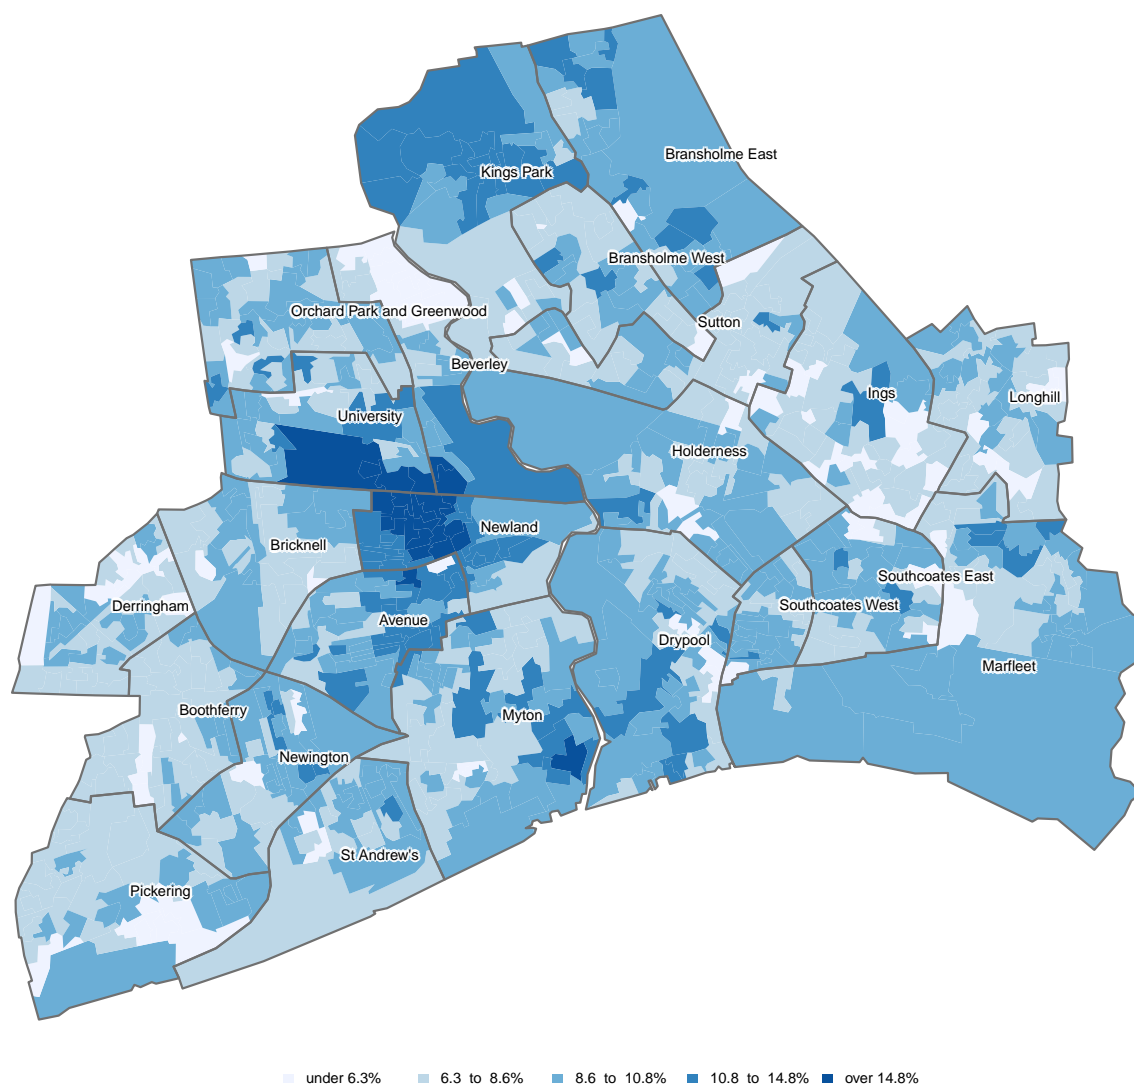 Bransholme East
Kings Park
Bransholme West
Orchard Park and Greenwood
Sutton
Beverley
Ings
Longhill
University
Holderness
Newland
Bricknell
Southcoates East
Derringham
Southcoates West
Avenue
Drypool
Marfleet
Boothferry
Myton
Newington
St Andrew's
Pickering
under 6.3% 6.3 to 8.6% 8.6 to 10.8% 10.8 to 14.8% over 14.8%